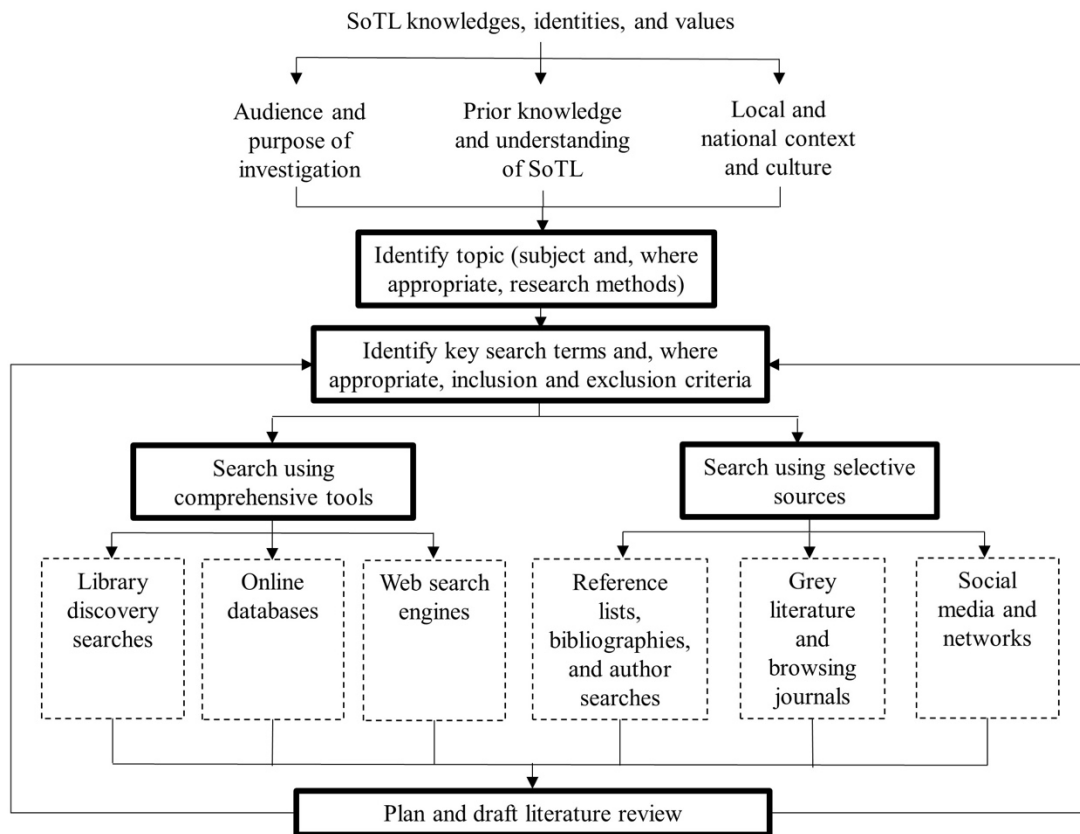 SoTL knowledges, identities, and values
Audience and
purpose of
investigation
Prior knowledge
and understanding
of SoTL
Local and
national context
and culture
Identify topic (subject and, where
appropriate, research methods)
Identify key search terms and, where
appropriate, inclusion and exclusion criteria
Search using
comprehensive tools
Search using selective
sources
Library
discovery
searches
Online
databases
Web search
engines
Reference
lists,
bibliographies,
and author
searches
Grey
literature
and
browsing
journals
Social
media and
networks
Plan and draft literature review